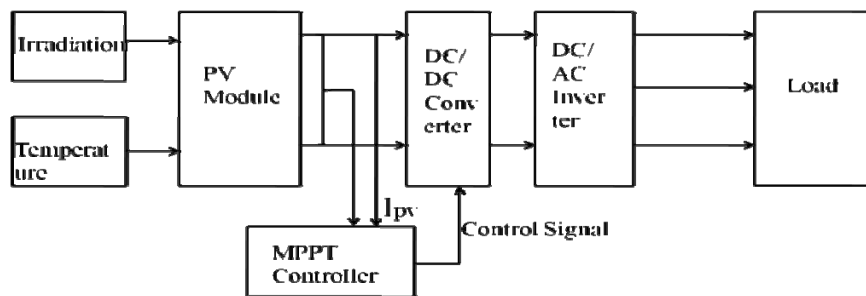 Irradiation
Temperat
ure
PV
Module
DC/
DC
Conv
erter
DC/
AC
Inver
ter
Load
Ipv
MPPT
Controller
Control Signal